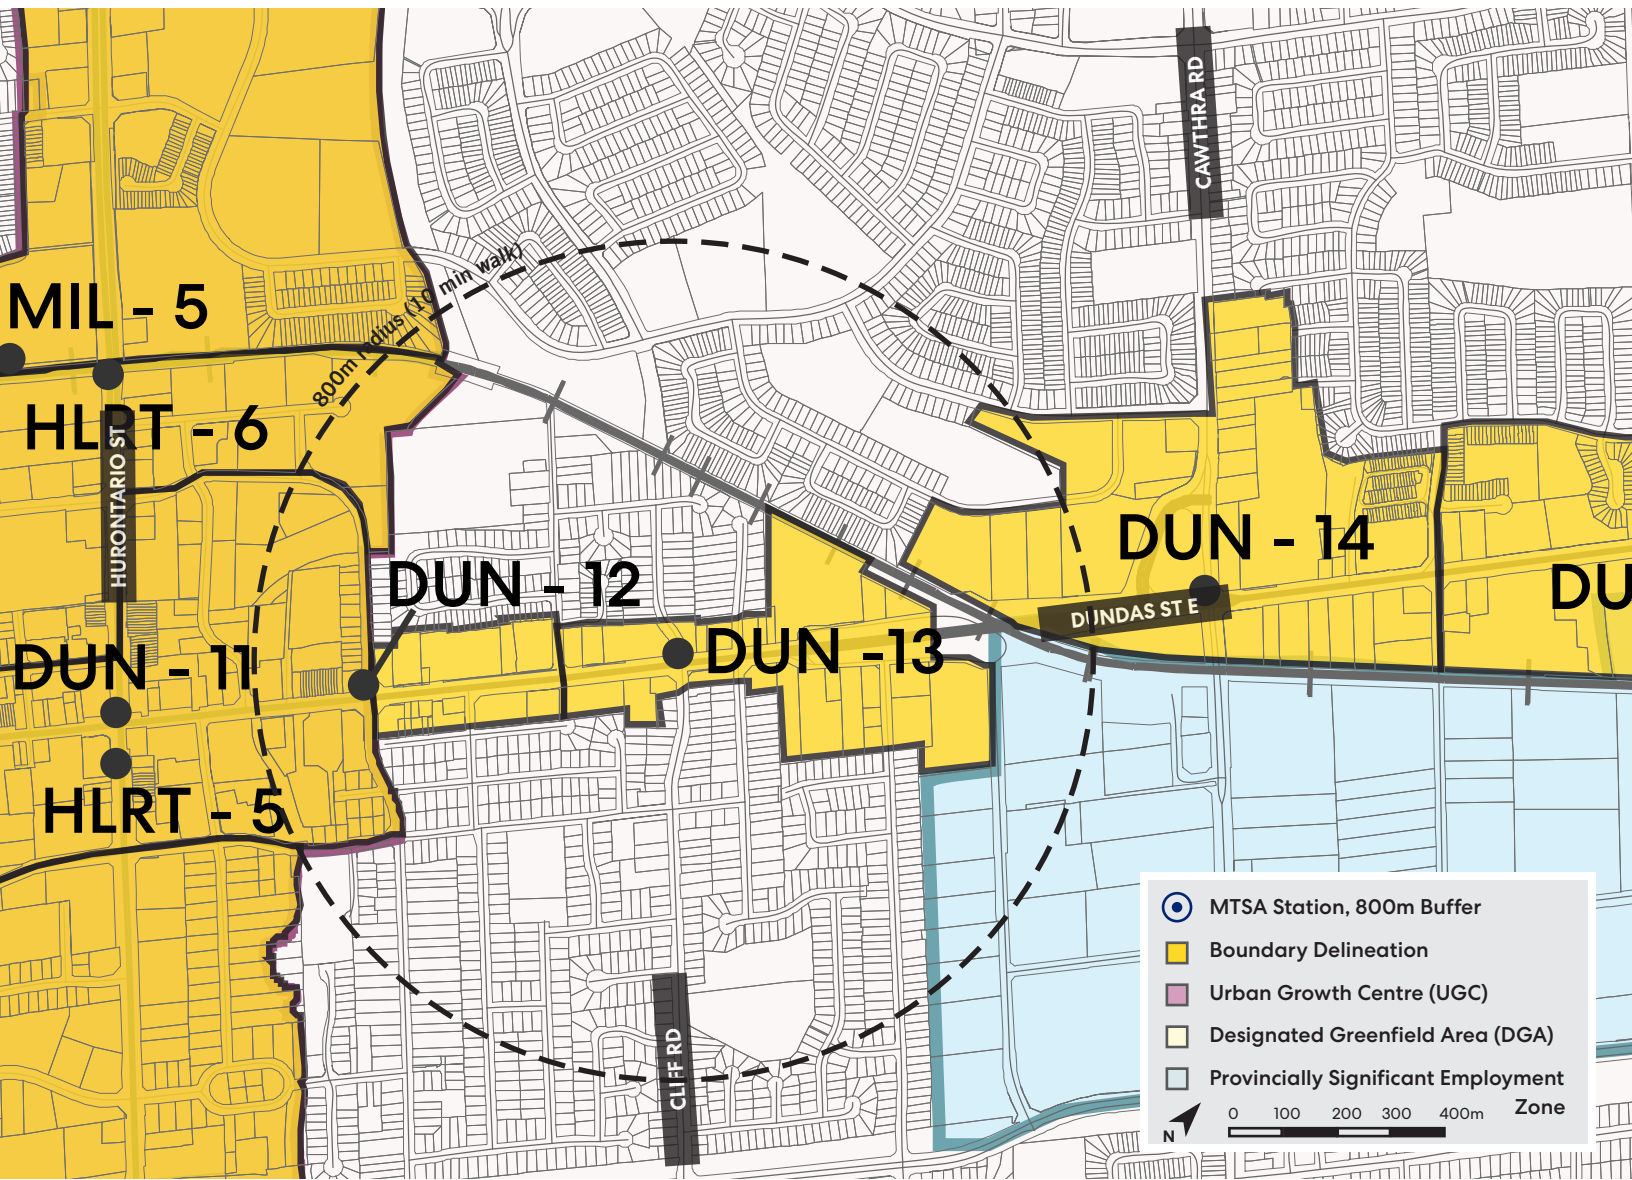 CAWTHRA RD
800m radius (10 min walk)
MIL - 5
HLRT - 6
HURONTARIO ST
DUN - 14
DUN - 12
DU
DUNDAS ST E
DUN -13
DUN - 11
HLRT - 5
CLIFF RD
MTSA Station, 800m Buffer
Boundary Delineation
Urban Growth Centre (UGC)
Designated Greenfield Area (DGA)
Provincially Significant Employment
Zone
N
0 100 200 300 400m